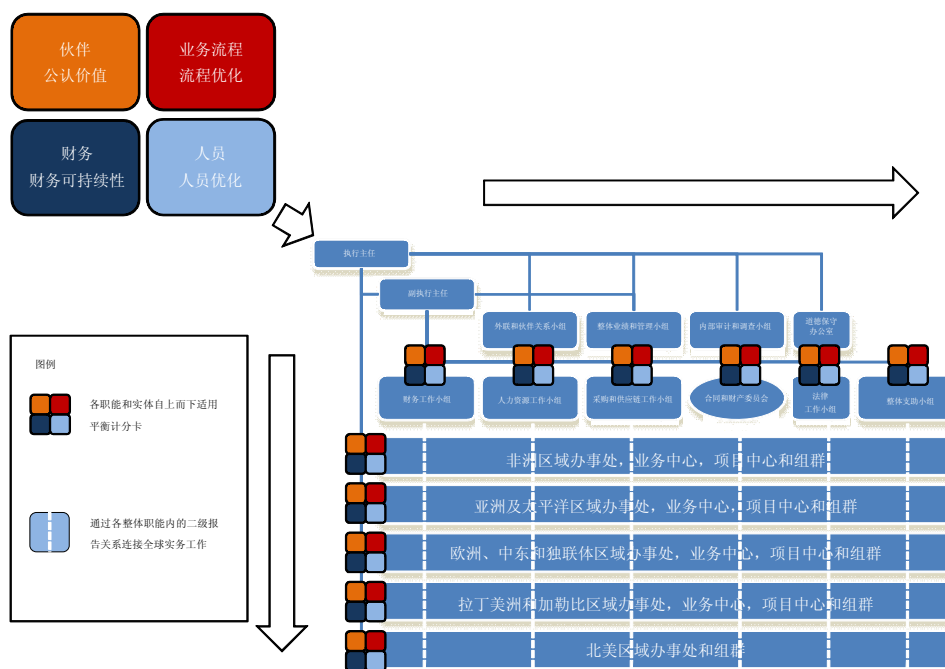 伙伴
公认价值
业务流程
流程优化
财务
财务可持续性
人员
人员优化
执行主任
副执行主任
外联和伙伴关系小组
整体业绩和管理小组
内部审计和调查小组
道德操守
办公室
财务工作小组
人力资源工作小组
采购和供应链工作小组
合同和财产委员会
法律
工作小组
整体支助小组
图例
各职能和实体自上而下适用
平衡计分卡
通过各整体职能内的二级报
告关系连接全球实务工作
非洲区域办事处，业务中心，项目中心和组群
亚洲及太平洋区域办事处，业务中心，项目中心和组群
欧洲、中东和独联体区域办事处，业务中心，项目中心和组群
拉丁美洲和加勒比区域办事处，业务中心，项目中心和组群
北美区域办事处和组群